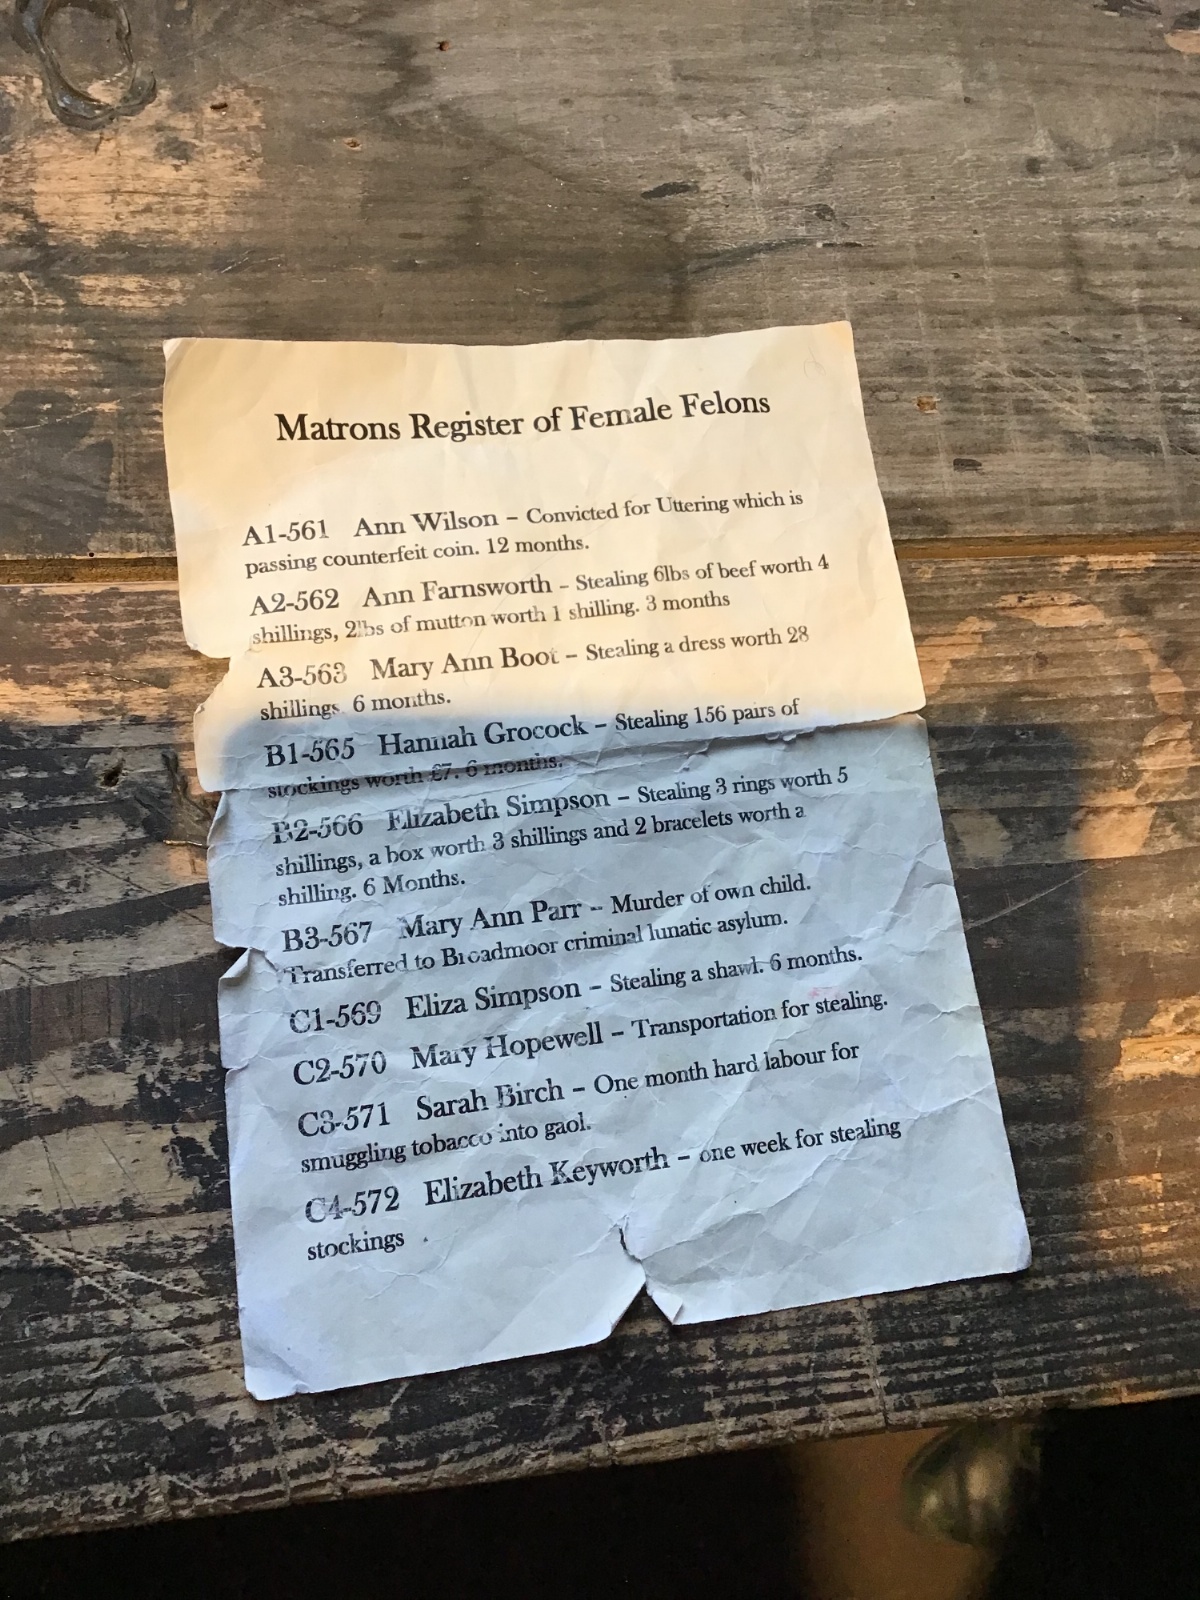 Matrons Register of Female Felons
A1-561 Ann Wilson – Convicted for Uttering which is
passing counterfeit coin. 12 months.
A2-562 Ann Farnsworth – Stealing 6lbs of beef worth 4
shillings, 2lbs of mutton worth 1 shilling. 3 months
A3-563 Mary Ann Boot – Stealing a dress worth 28
shillings. 6 months.
B1-565 Hannah Grocock – Stealing 156 pairs of
stockings worth £7. 6 months.
B2-566 Elizabeth Simpson – Stealing 3 rings worth 5
shillings, a box worth 3 shillings and 2 bracelets worth a
shilling. 6 Months.
B3-567 Mary Ann Parr – Murder of own child.
Transferred to Broadmoor criminal lunatic asylum.
C1-569 Eliza Simpson – Stealing a shawl. 6 months.
C2-570 Mary Hopewell – Transportation for stealing.
C3-571 Sarah Birch – One month hard labour for
smuggling tobacco into gaol.
C4-572 Elizabeth Keyworth – one week for stealing
stockings .